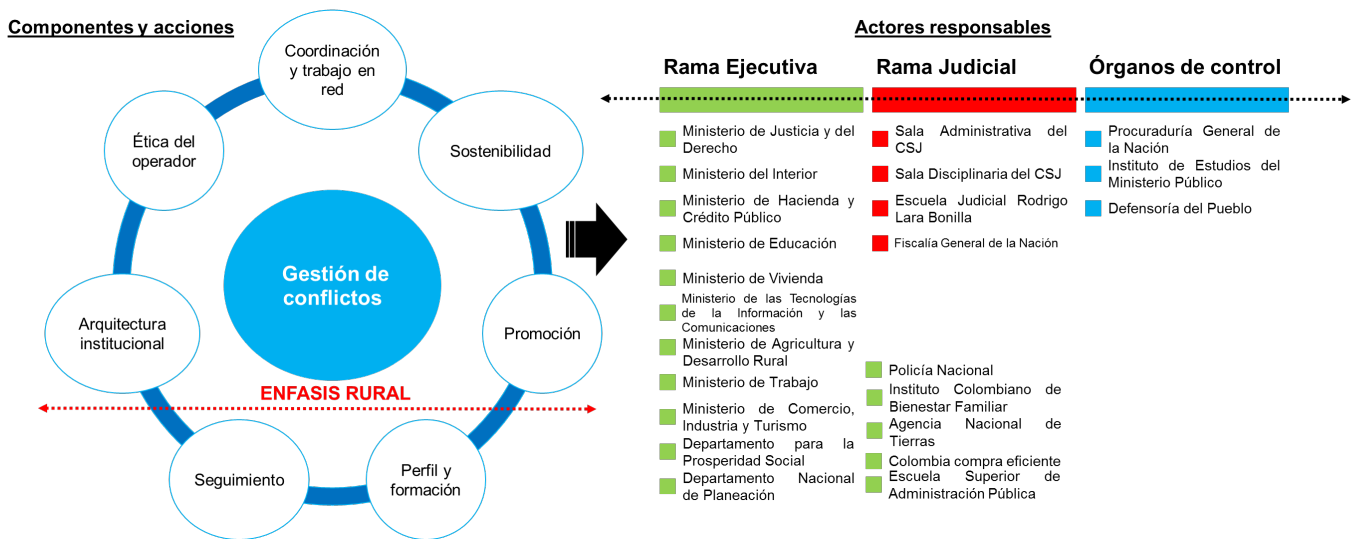 Componentes y acciones
Coordinación
y trabajo en
red
Ética del
operador
Sostenibilidad
Gestión de
conflictos
Arquitectura
institucional
Promoción
ENFASIS RURAL
Seguimiento
Perfil y
formación
Actores responsables
Rama Ejecutiva
Ministerio de Justicia y del
Derecho
Ministerio del Interior
Ministerio de Hacienda y
Crédito Público
Ministerio de Educación
Ministerio de Vivienda
Ministerio de las Tecnologías
de la Información y las
Comunicaciones
Ministerio de Agricultura y
Desarrollo Rural
Ministerio de Trabajo
Ministerio de Comercio,
Industria y Turismo
Departamento para la
Prosperidad Social
Departamento Nacional
de Planeación
Rama Judicial
Sala Administrativa del
CSJ
Sala Disciplinaria del CSJ
Escuela Judicial Rodrigo
Lara Bonilla
Fiscalía General de la Nación
Policía Nacional
Instituto Colombiano de
Bienestar Familiar
Agencia Nacional de
Tierras
Colombia compra eficiente
Escuela Superior de
Administración Pública
Órganos de control
Procuraduría General de
la Nación
Instituto de Estudios del
Ministerio Público
Defensoría del Pueblo